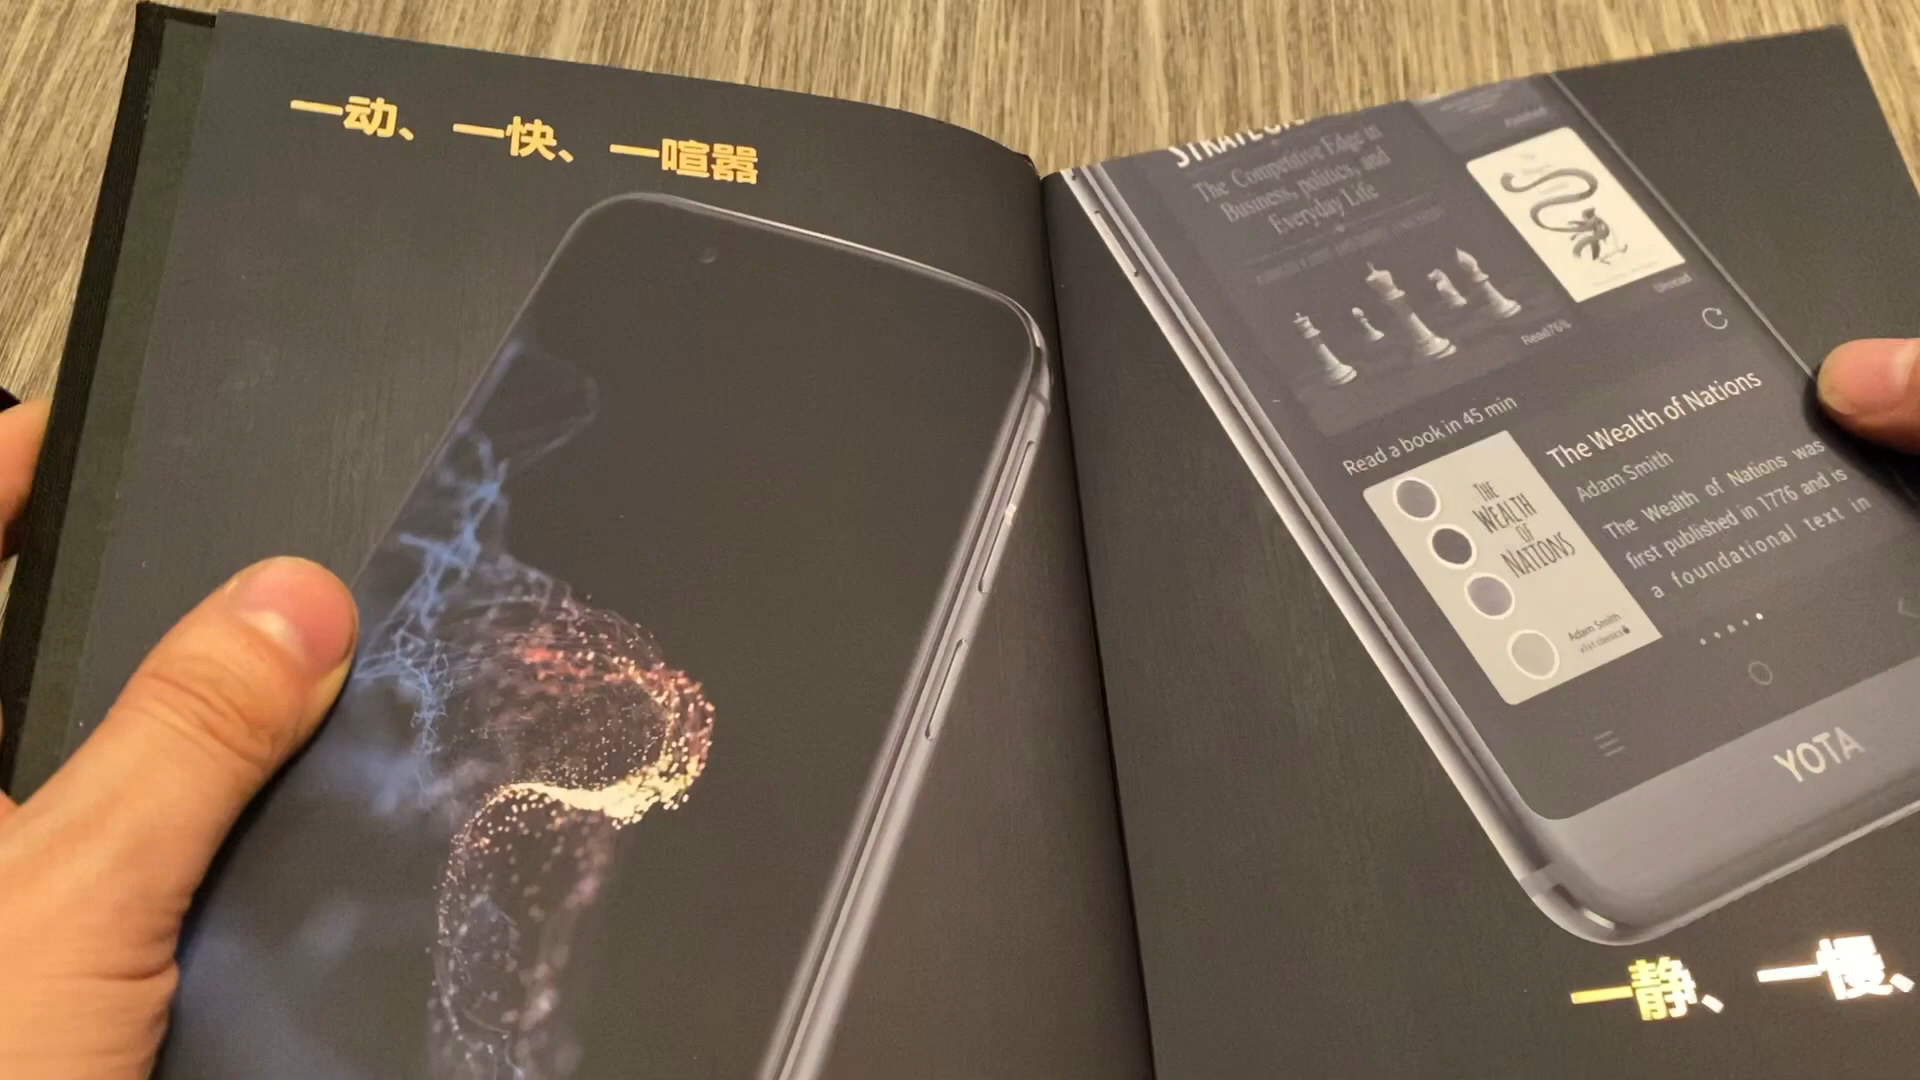 一动、一快、一喧嚣
The Competitive Edge in
Business, politics, and
Everyday Life
Read76%
Unread
Read a book in 45 min
THE
WEALTH
OF
NATIONS
Adam Smith
The Wealth of Nations
Adam Smith
The Wealth of Nations was
first published in 1776 and is
a foundational text in
YOTA
一静、一慢、